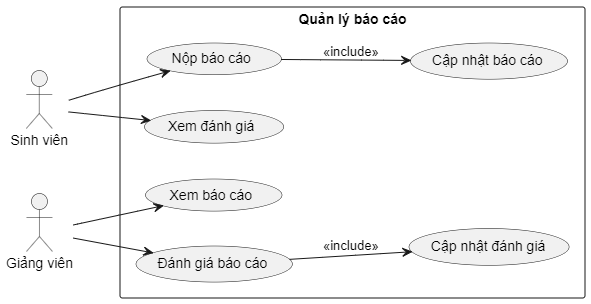 Quản lý báo cáo
Nộp báo cáo
«include»
Cập nhật báo cáo
Sinh viên
Xem đánh giá
Xem báo cáo
Giảng viên
Đánh giá báo cáo
«include»
Cập nhật đánh giá